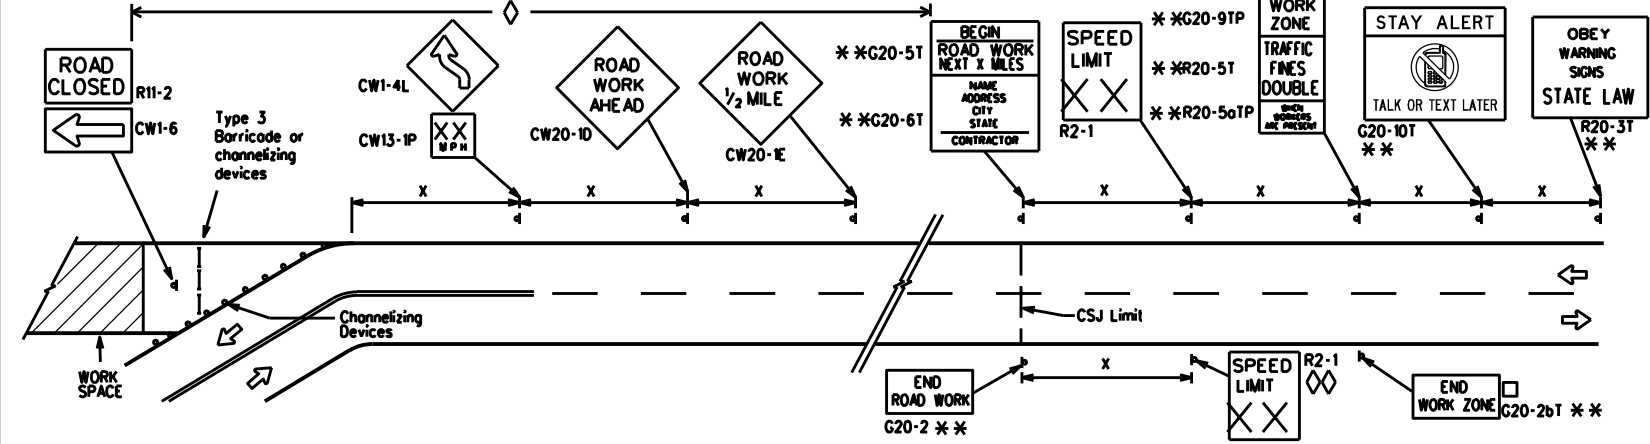 ROAD
CLOSED
R11-2
CW1-6
Type 3
Barricade or
channelizing
devices
CW1-4L
XX
MPH
CW13-1P
ROAD
WORK
AHEAD
CW20-1D
ROAD
WORK
1/2 MILE
CW20-1E
* *G20-5T
* *G20-6T
BEGIN
ROAD WORK
NEXT X MILES
NAME
ADDRESS
CITY
STATE
CONTRACTOR
SPEED
LIMIT
XX
R2-1
* *G20-9TP
* *R20-5T
* *R20-5aTP
WORK
ZONE
TRAFFIC
FINES
DOUBLE
WHEN
WORKERS
ARE PRESENT
STAY ALERT
TALK OR TEXT LATER
G20-10T
* *
OBEY
WARNING
SIGNS
STATE LAW
R20-3T
* *
X X X X X X X
WORK
SPACE
Channelizing
Devices
CSJ Limit
END
ROAD WORK
G20-2 * *
X
SPEED
LIMIT
XX
R2-1
END
WORK ZONE
G20-2bT * *